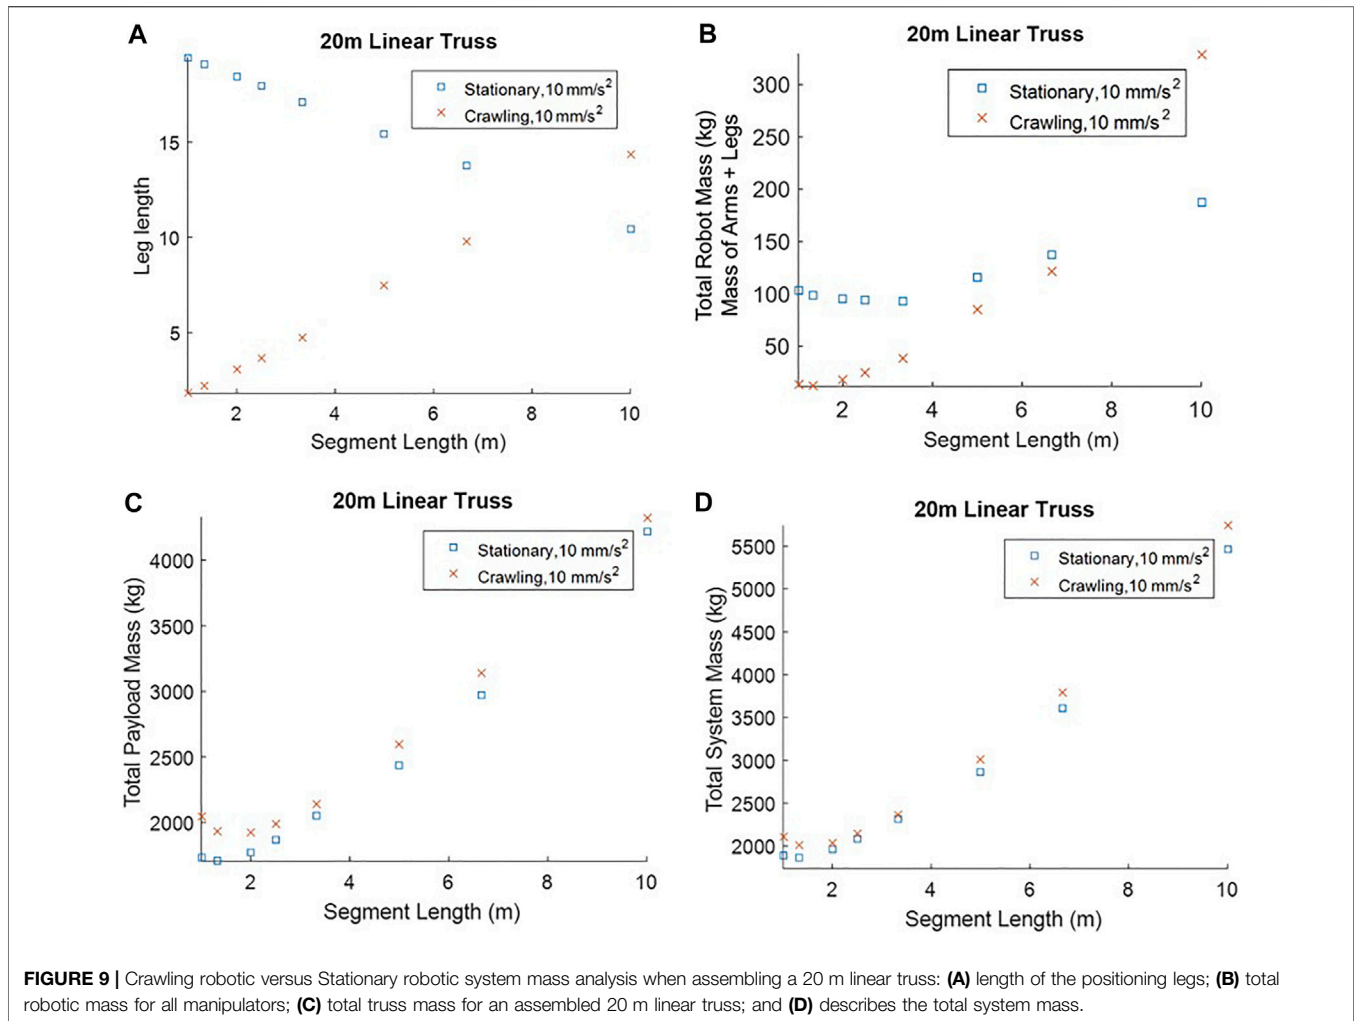 A
20m Linear Truss
Stationary,10 mm/s²
Crawling,10 mm/s²
15
10
5
Leg length
2 4 6 8 10
Segment Length (m)
B
20m Linear Truss
Stationary,10 mm/s²
Crawling,10 mm/s²
300
250
200
150
100
50
Total Robot Mass (kg)
Mass of Arms + Legs
2 4 6 8 10
Segment Length (m)
C
20m Linear Truss
Stationary,10 mm/s²
Crawling,10 mm/s²
4000
3500
3000
2500
2000
Total Payload Mass (kg)
2 4 6 8 10
Segment Length (m)
D
20m Linear Truss
Stationary,10 mm/s²
Crawling,10 mm/s²
5500
5000
4500
4000
3500
3000
2500
2000
Total System Mass (kg)
2 4 6 8 10
Segment Length (m)
FIGURE 9 | Crawling robotic versus Stationary robotic system mass analysis when assembling a 20 m linear truss: (A) length of the positioning legs; (B) total
robotic mass for all manipulators; (C) total truss mass for an assembled 20 m linear truss; and (D) describes the total system mass.